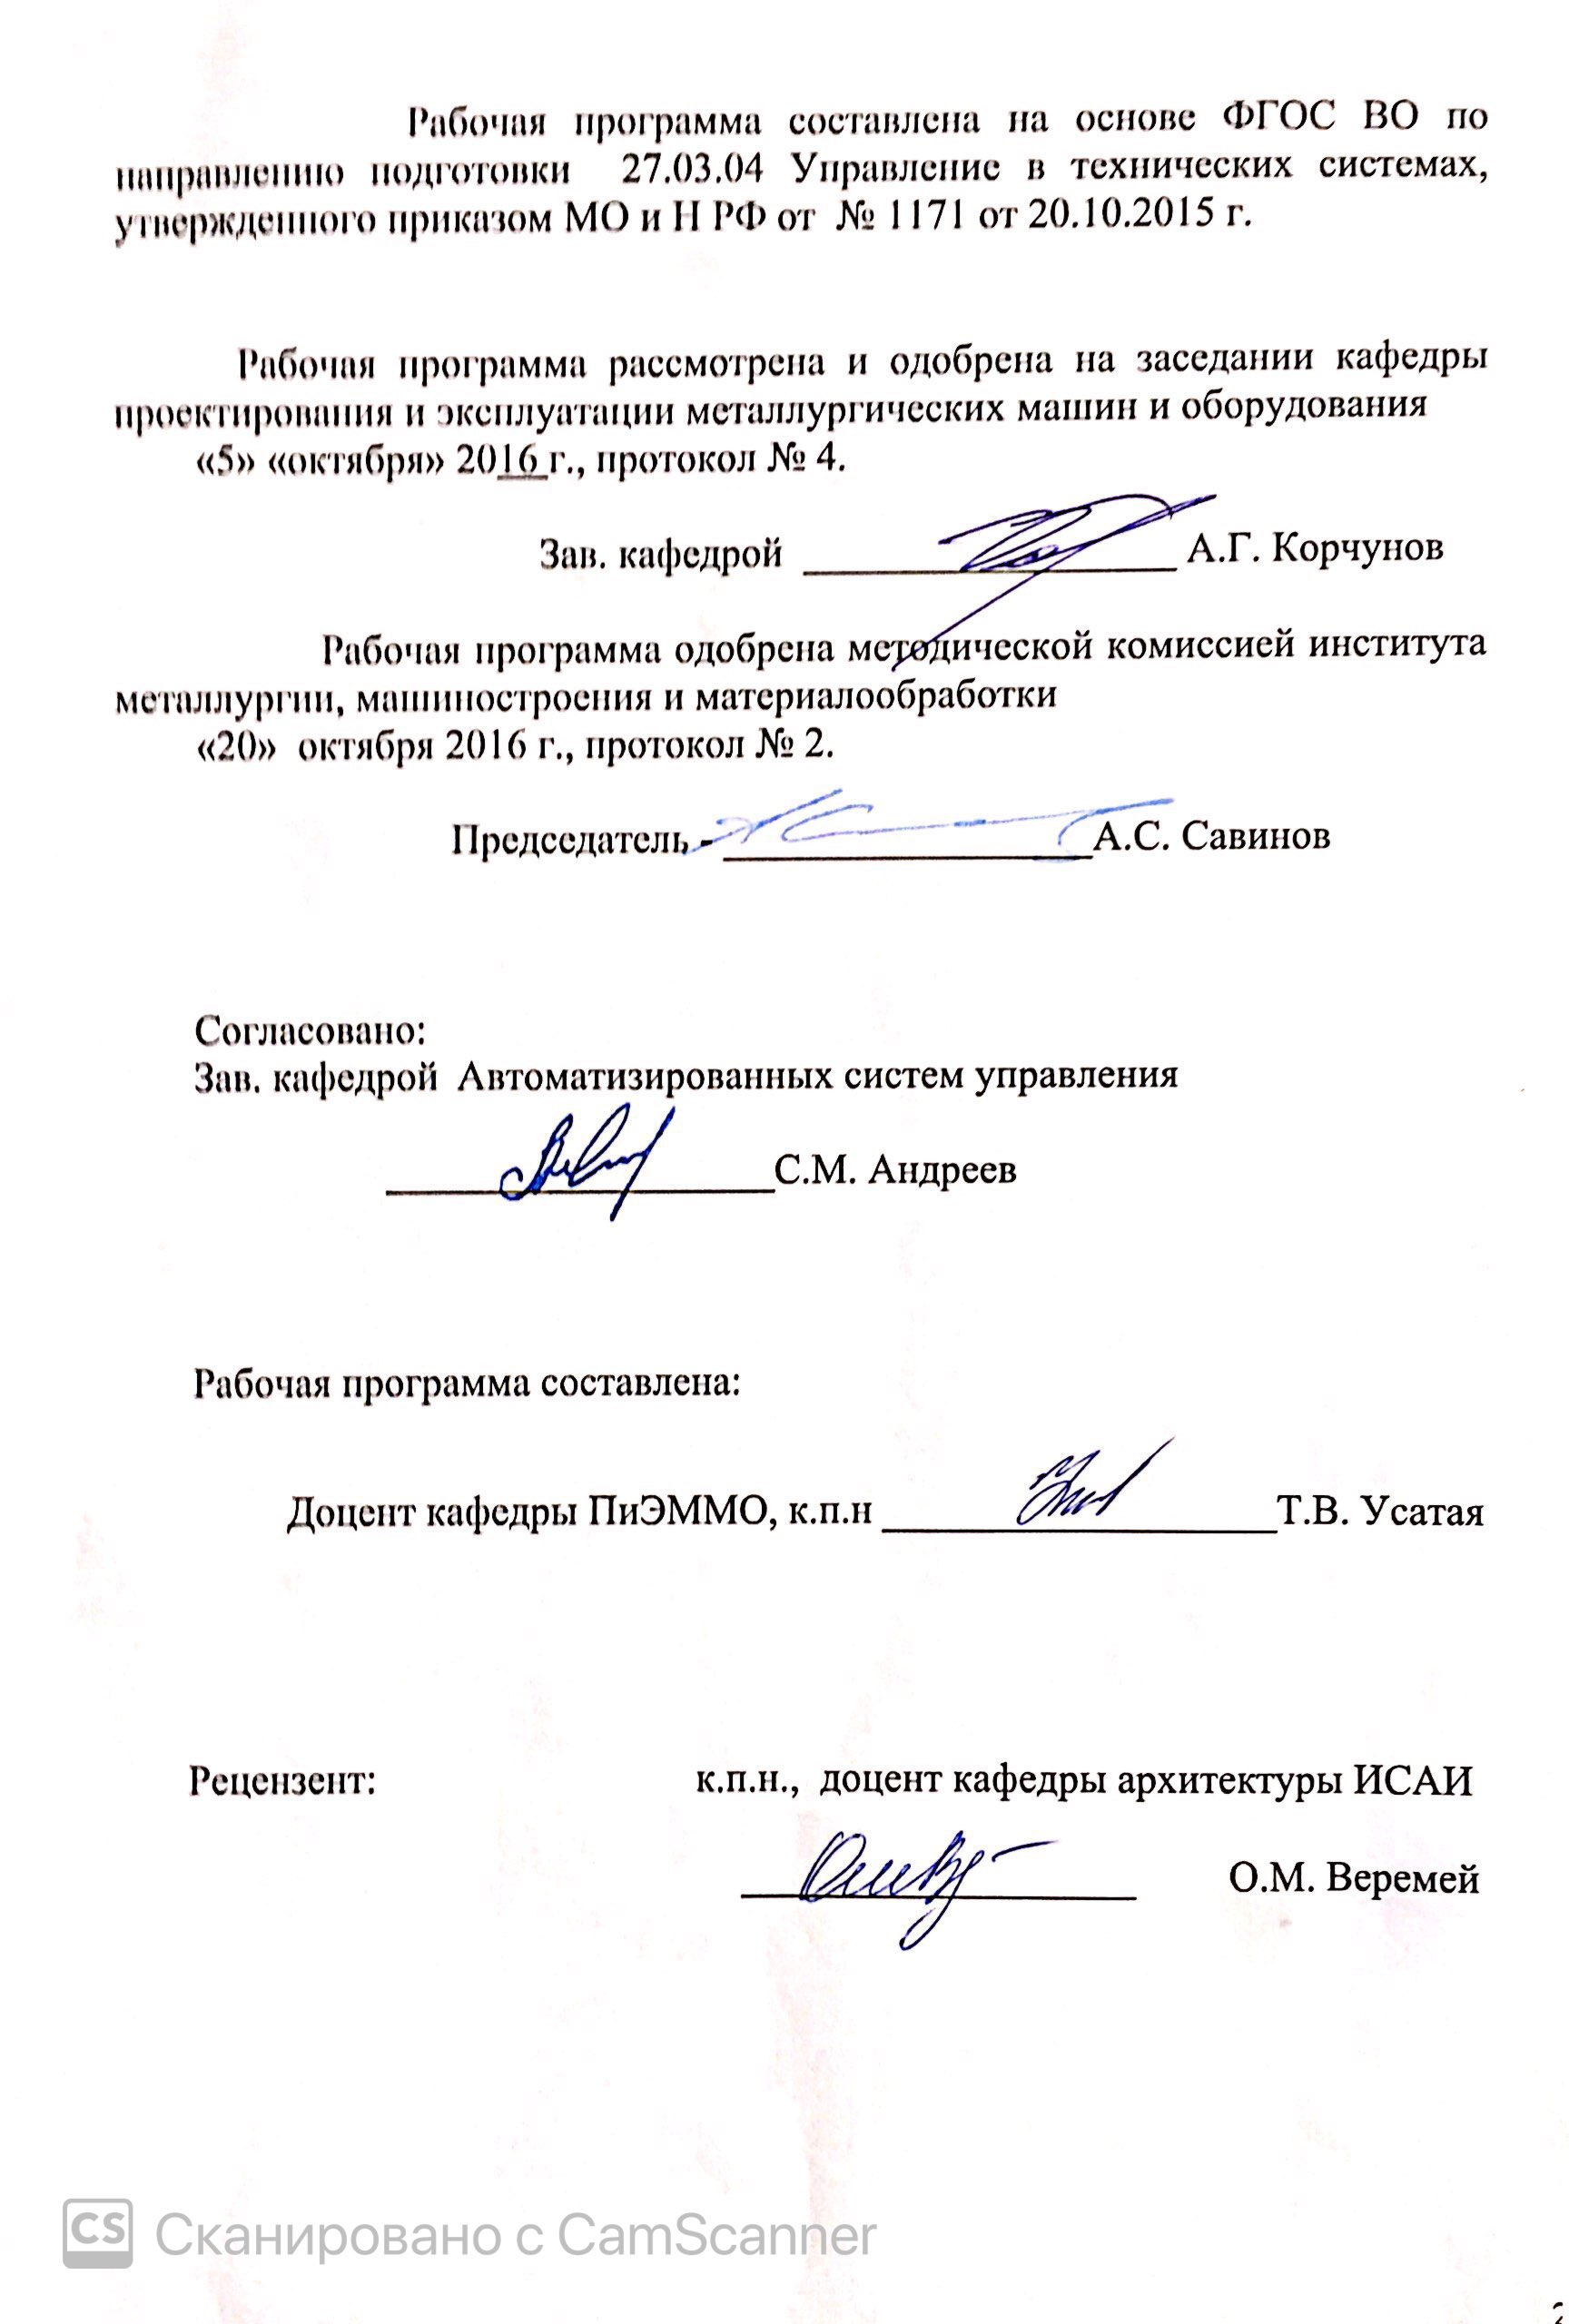 Рабочая программа составлена на основе ФГОС ВО по
направлению подготовки 27.03.04 Управление в технических системах,
утвержденного приказом МО и Н РФ от № 1171 от 20.10.2015 г.
Рабочая программа рассмотрена и одобрена на заседании кафедры
проектирования и эксплуатации металлургических машин и оборудования
«5» «октября» 2016 г., протокол № 4.
Зав. кафедрой А.Г. Корчунов
Рабочая программа одобрена методической комиссией института
металлургии, машиностроения и материалообработки
«20» октября 2016 г., протокол № 2.
Председатель - А.С. Савинов
Согласовано:
Зав. кафедрой Автоматизированных систем управления
С.М. Андреев
Рабочая программа составлена:
Доцент кафедры ПиЭММО, к.п.н Т.В. Усатая
Рецензент: к.п.н., доцент кафедры архитектуры ИСАИ
О.М. Веремей
CS Сканировано с CamScanner